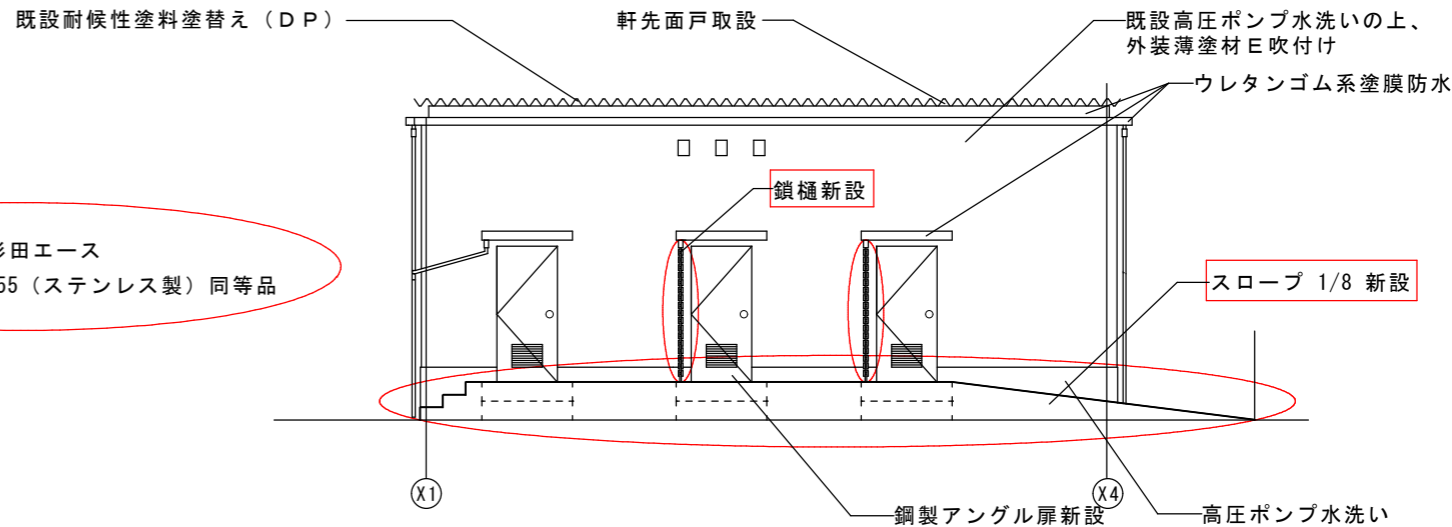 既設耐候性塗料塗替え（ＤＰ）
軒先面戸取設
既設高圧ポンプ水洗いの上、
外装薄塗材Ｅ吹付け
ウレタンゴム系塗膜防水
鎖樋新設
田エース
55（ステンレス製）同等品
スロープ 1/8 新設
X1
X4
鋼製アングル扉新設
高圧ポンプ水洗い